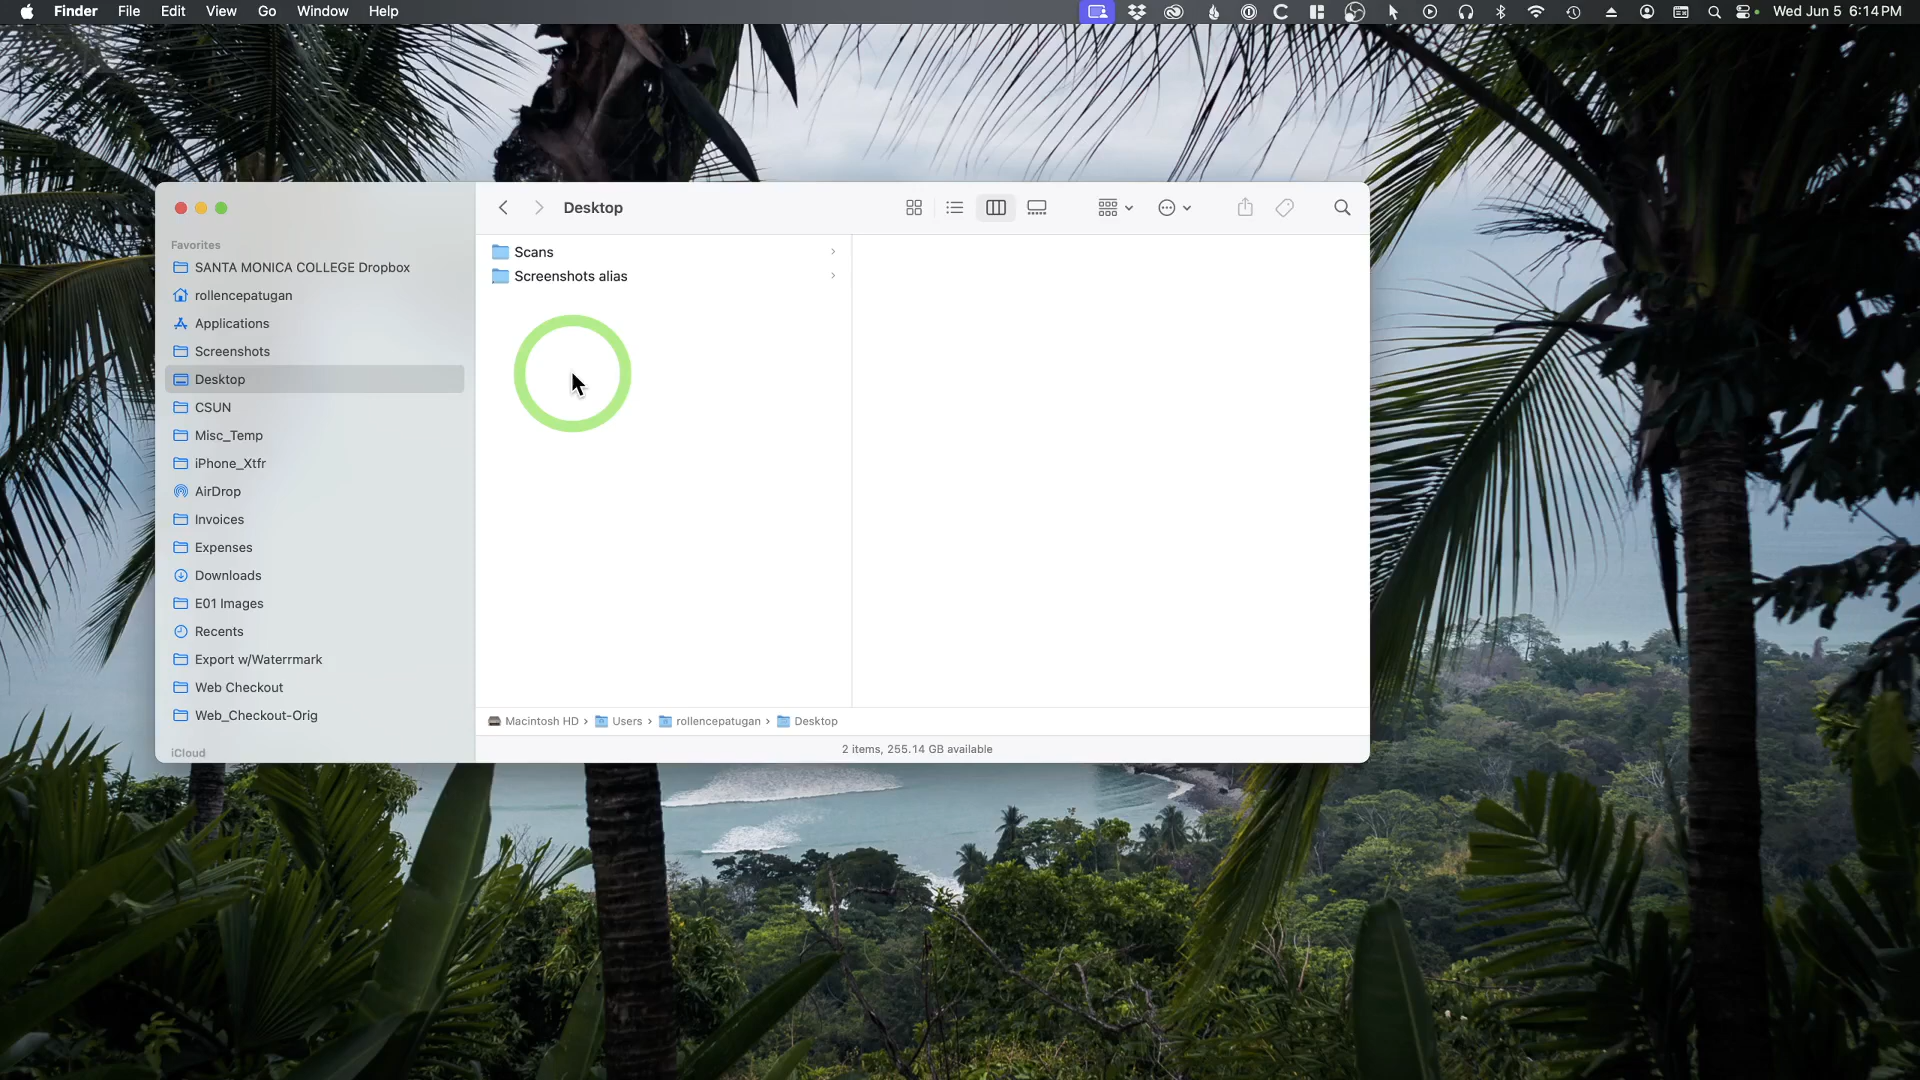 Finder File Edit View Go Window Help
Wed Jun 5 6:14 PM
Desktop
Favorites
SANTA MONICA COLLEGE Dropbox
rollencepatugan
Applications
Screenshots
Desktop
CSUN
Misc_Temp
iPhone_Xtfr
AirDrop
Invoices
Expenses
Downloads
E01 Images
Recents
Export w/Waterrmark
Web Checkout
Web_Checkout-Orig
iCloud
Scans
Screenshots alias
Macintosh HD › Users › rollencepatugan › Desktop
2 items, 255.14 GB available